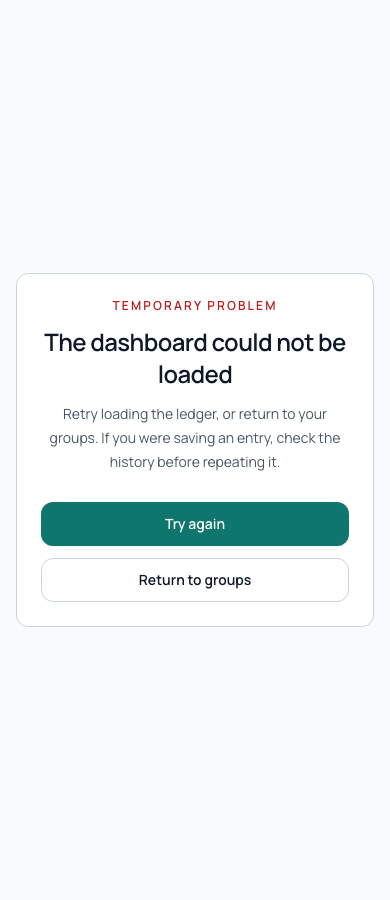 TEMPORARY PROBLEM
The dashboard could not be
loaded
Retry loading the ledger, or return to your
groups. If you were saving an entry, check the
history before repeating it.
Try again
Return to groups